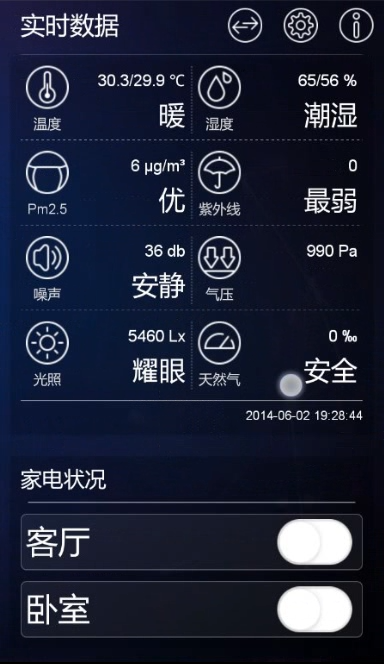 实时数据
30.3/29.9 ℃
温度
暖
65/56 %
湿度
潮湿
6 µg/m³
Pm2.5
优
0
紫外线
最弱
36 db
噪声
安静
990 Pa
气压
5460 Lx
光照
耀眼
0 ‰
天然气
安全
2014-06-02 19:28:44
家电状况
客厅
卧室